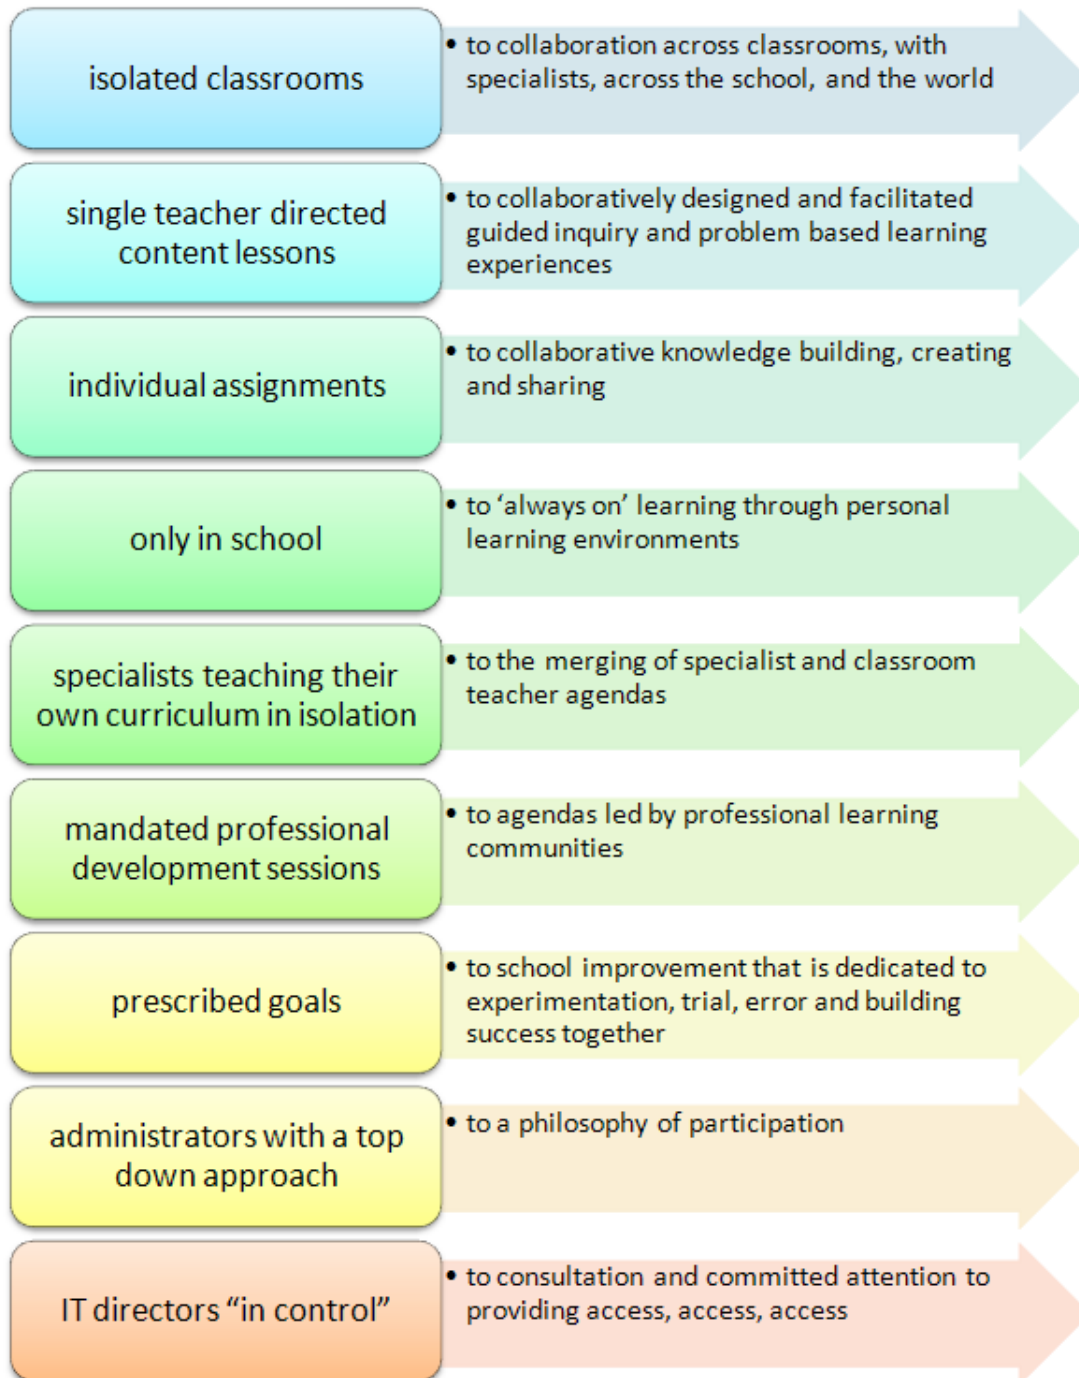 isolated classrooms
• to collaboration across classrooms, with
specialists, across the school, and the world
single teacher directed
content lessons
• to collaboratively designed and facilitated
guided inquiry and problem based learning
experiences
individual assignments
• to collaborative knowledge building, creating
and sharing
only in school
• to ‘always on’ learning through personal
learning environments
specialists teaching their
own curriculum in isolation
• to the merging of specialist and classroom
teacher agendas
mandated professional
development sessions
• to agendas led by professional learning
communities
prescribed goals
• to school improvement that is dedicated to
experimentation, trial, error and building
success together
administrators with a top
down approach
• to a philosophy of participation
IT directors “in control”
• to consultation and committed attention to
providing access, access, access